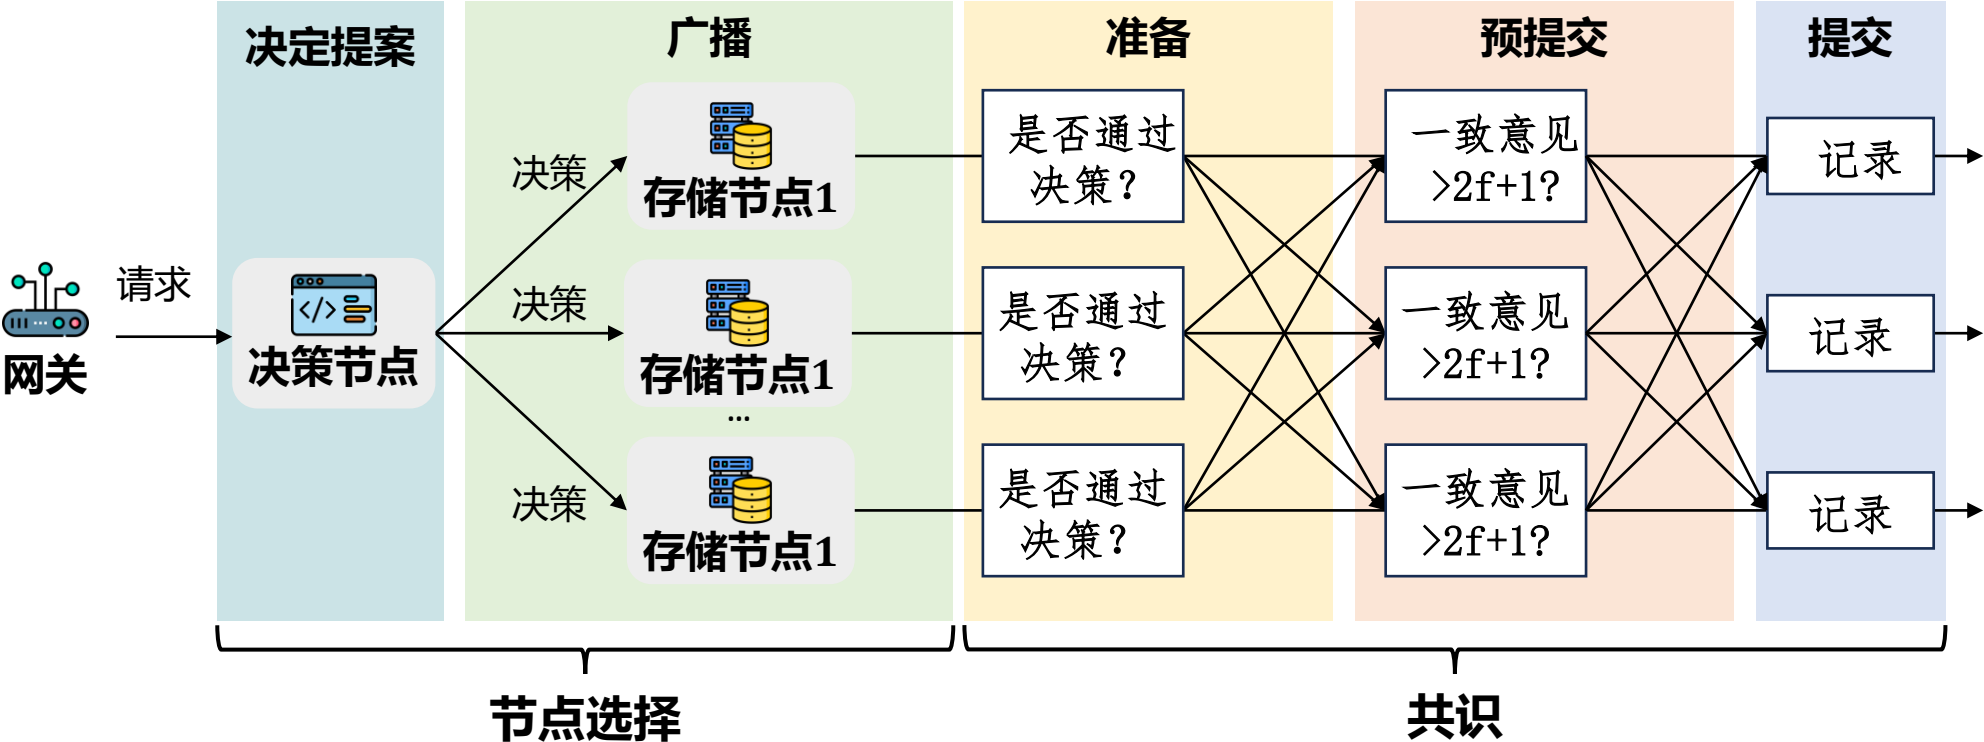 决定提案
广播
准备
预提交
提交
网关
请求
决策节点
决策
决策
决策
存储节点1
存储节点1
...
存储节点1
是否通过
决策?
是否通过
决策?
是否通过
决策?
一致意见
>2f+1?
一致意见
>2f+1?
一致意见
>2f+1?
记录
记录
记录
节点选择
共识